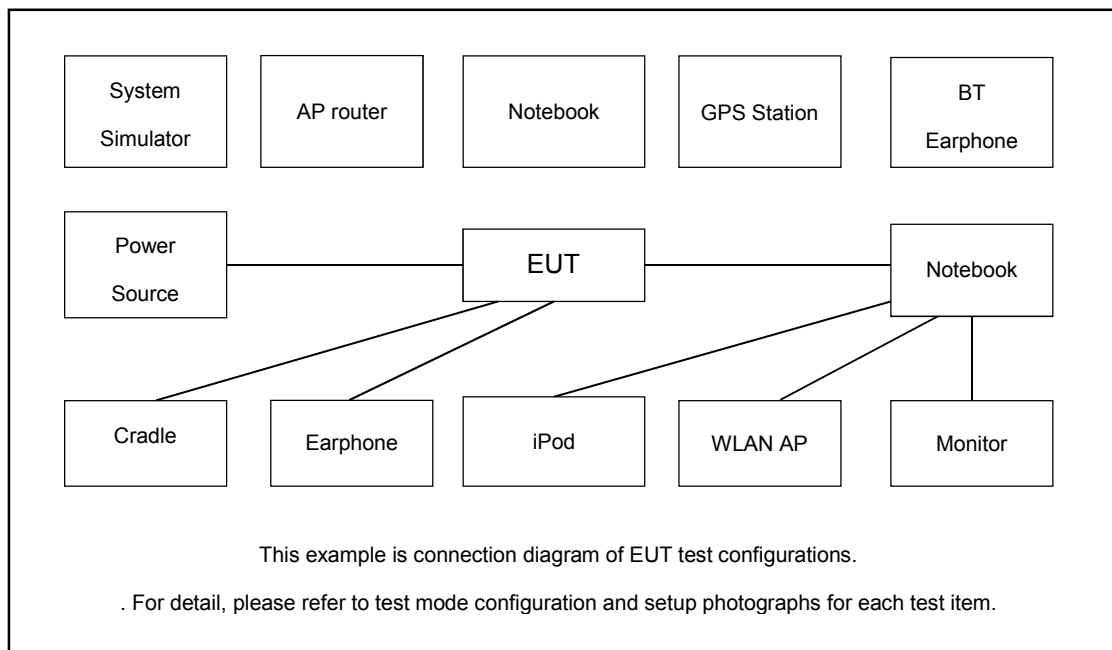 System
Simulator
AP router
Notebook
GPS Station
BT
Earphone
Power
Source
EUT
Notebook
Cradle
Earphone
iPod
WLAN AP
Monitor
This example is connection diagram of EUT test configurations.
. For detail, please refer to test mode configuration and setup photographs for each test item.